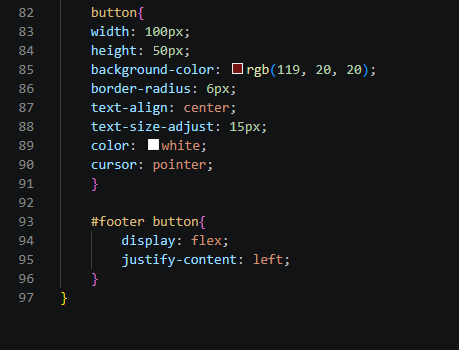 82 button{
83 width: 100px;
84 height: 50px;
85 background-color: rgb(119, 20, 20);
86 border-radius: 6px;
87 text-align: center;
88 text-size-adjust: 15px;
89 color: white;
90 cursor: pointer;
91 }
92
93 #footer button{
94 display: flex;
95 justify-content: left;
96 }
97 }